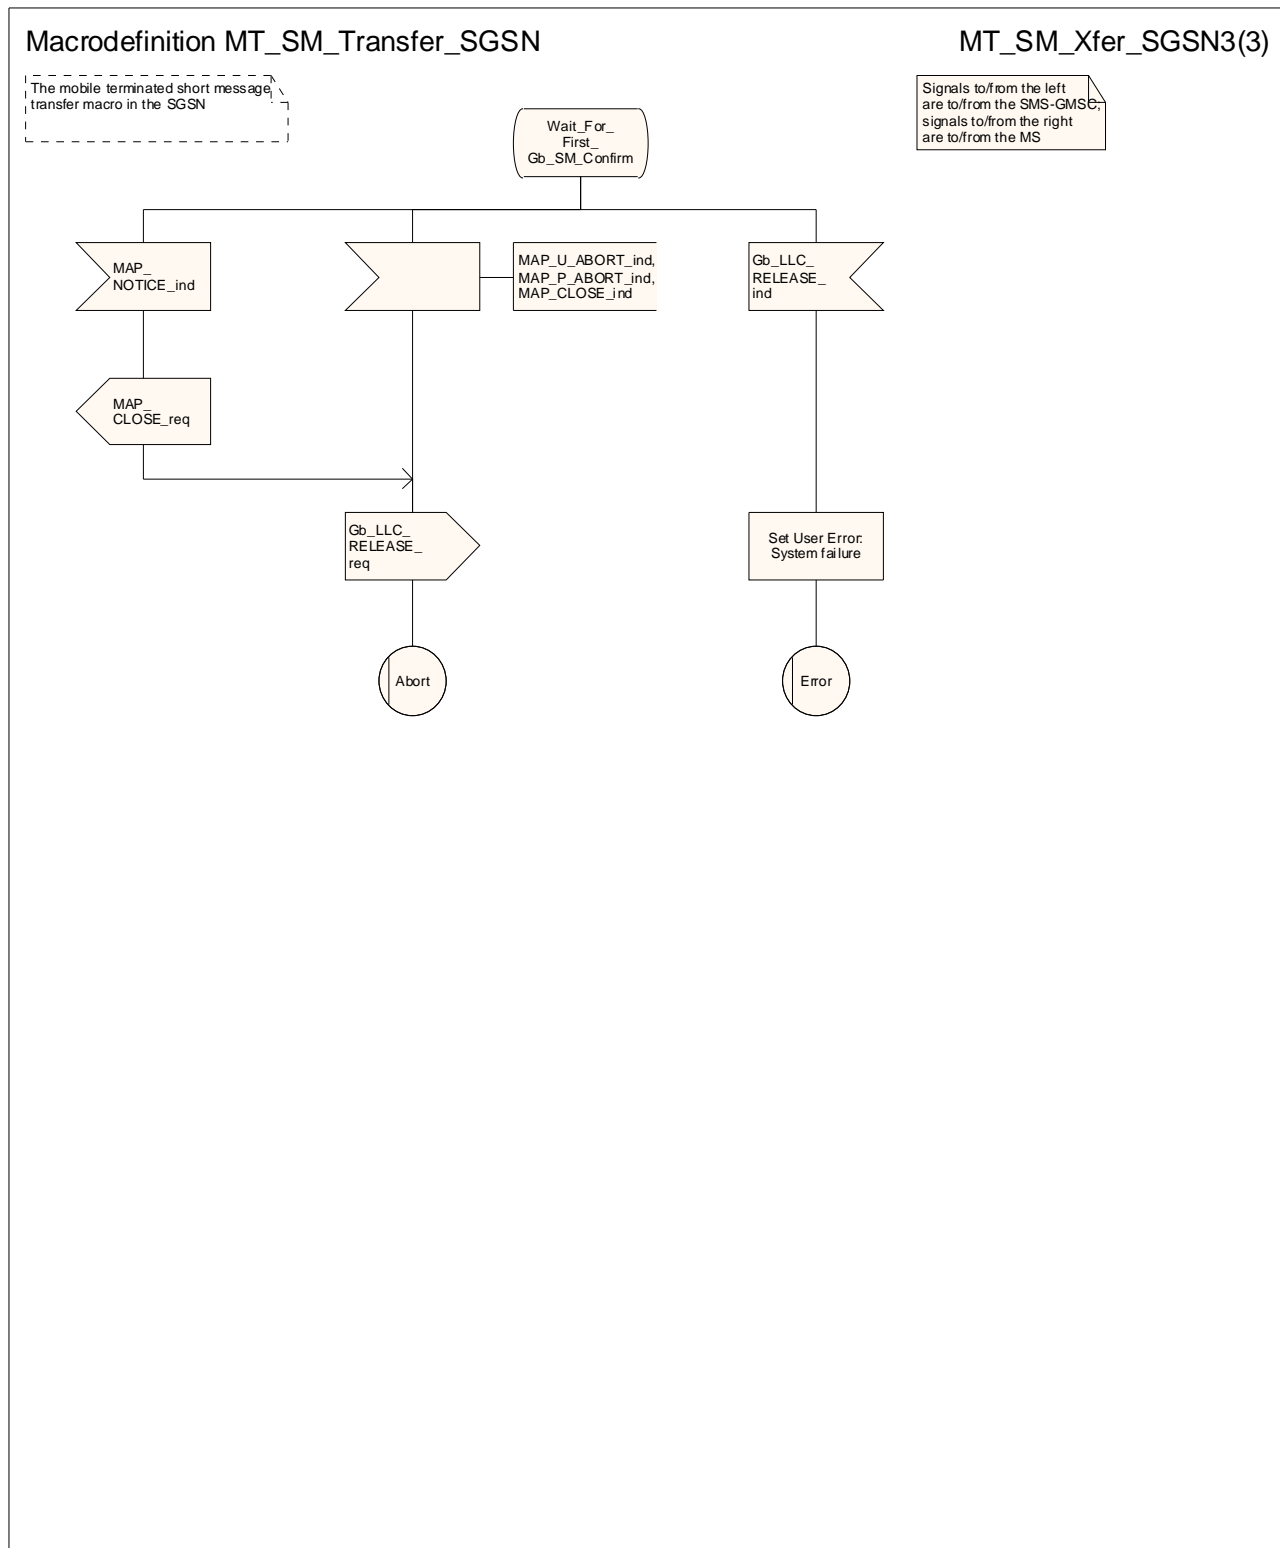 Macrodefinition MT_SM_Transfer_SGSN
MT_SM_Xfer_SGSN3(3)
The mobile terminated short message
transfer macro in the SGSN
Signals to/from the left
are to/from the SMS-GMSC;
signals to/from the right
are to/from the MS
Wait_For_
First_
Gb_SM_Confirm
MAP_
NOTICE_ind
MAP_U_ABORT_ind,
MAP_P_ABORT_ind,
MAP_CLOSE_ind
Gb_LLC_
RELEASE_
ind
MAP_
CLOSE_req
Gb_LLC_
RELEASE_
req
Set User Error:
System failure
Abort
Error